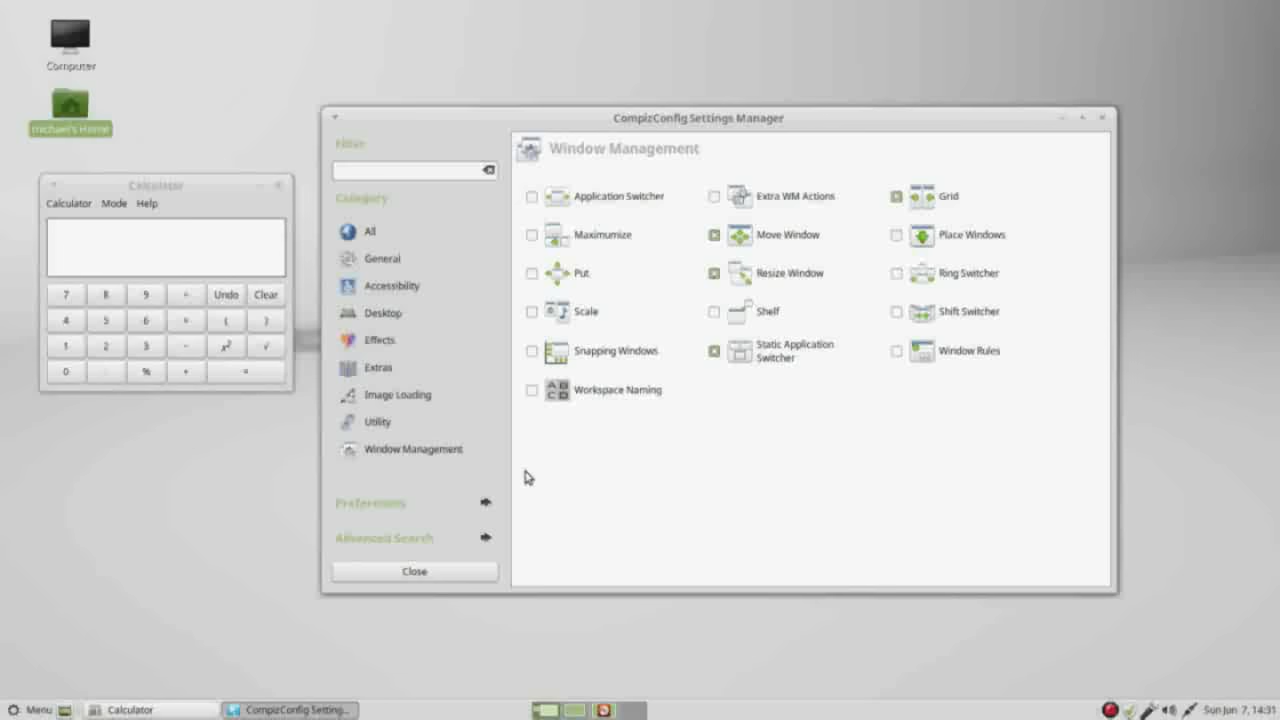 Computer
michael's Home
Calculator
Calculator Mode Help
7 8 9 ÷ Undo Clear
4 5 6 × ( )
1 2 3 - x² √
0 . % + =
CompizConfig Settings Manager
Filter
Category
All
General
Accessibility
Desktop
Effects
Extras
Image Loading
Utility
Window Management
Preferences
Advanced Search
Close
Window Management
Application Switcher
Extra WM Actions
Grid
Maximumize
Move Window
Place Windows
Put
Resize Window
Ring Switcher
Scale
Shelf
Shift Switcher
Snapping Windows
Static Application
Switcher
Window Rules
Workspace Naming
Menu
Calculator
CompizConfig Setting...
Sun Jun 7, 14:31